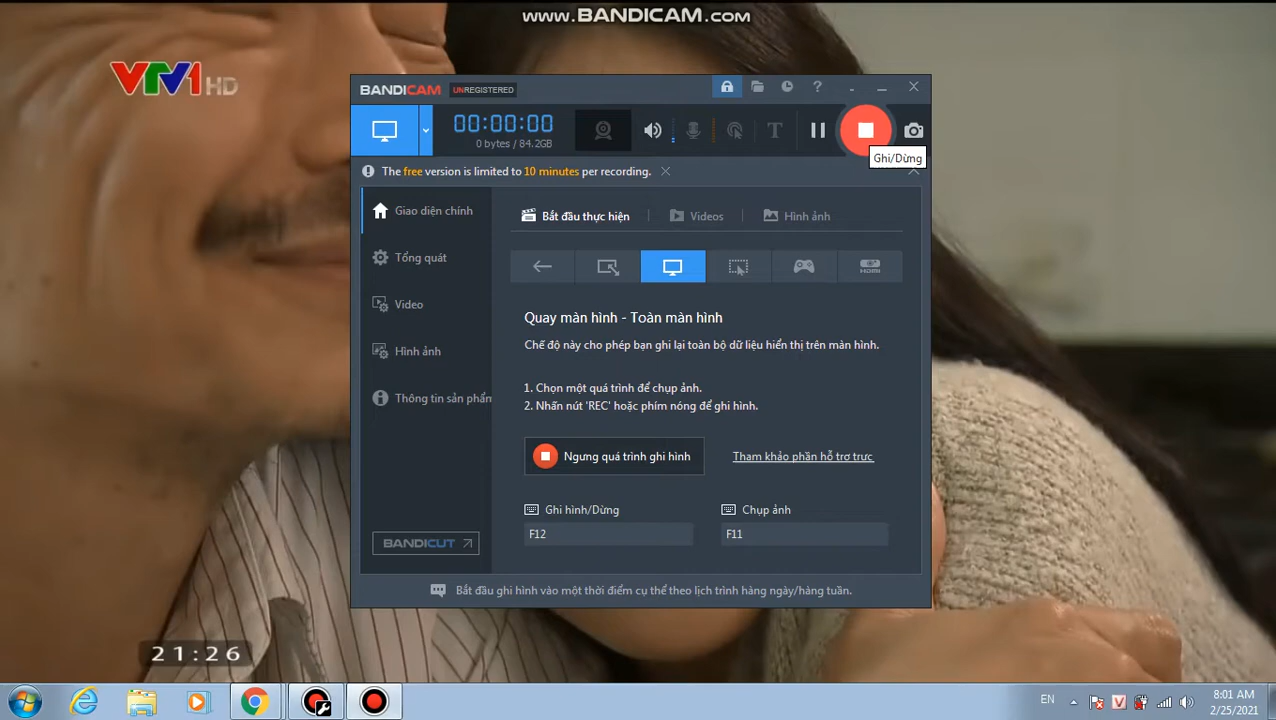 www.BANDICAM.com
VTV1 HD
BANDICAM UNREGISTERED
00:00:00
0 bytes / 84.2GB
Ghi/Dừng
The free version is limited to 10 minutes per recording.
Giao diện chính
Tổng quát
Video
Hình ảnh
Thông tin sản phẩm
BANDICUT
Bắt đầu thực hiện
Videos
Hình ảnh
HDMI
Quay màn hình - Toàn màn hình
Chế độ này cho phép bạn ghi lại toàn bộ dữ liệu hiển thị trên màn hình.
1. Chọn một quá trình để chụp ảnh.
2. Nhấn nút 'REC' hoặc phím nóng để ghi hình.
Ngưng quá trình ghi hình
Tham khảo phần hỗ trợ trực
Ghi hình/Dừng
Chụp ảnh
F12
F11
Bắt đầu ghi hình vào một thời điểm cụ thể theo lịch trình hàng ngày/hàng tuần.
21:26
EN
8:01 AM
2/25/2021